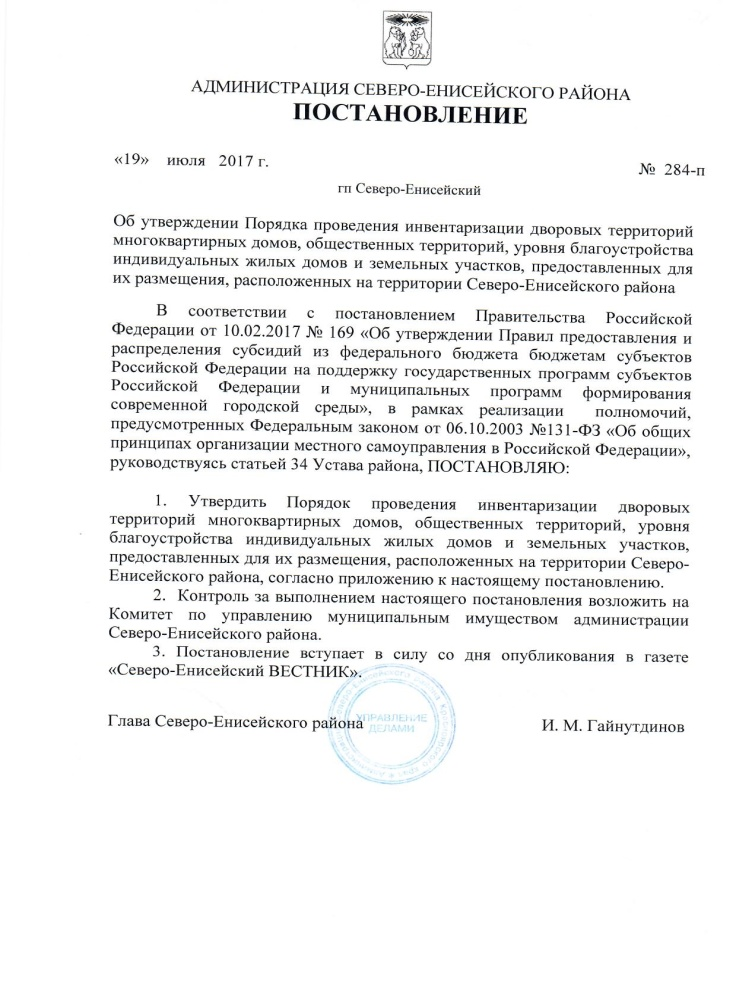 АДМИНИСТРАЦИЯ СЕВЕРО-ЕНИСЕЙСКОГО РАЙОНА
ПОСТАНОВЛЕНИЕ
«19» июля 2017 г.
№ 284-п
гп Северо-Енисейский
Об утверждении Порядка проведения инвентаризации дворовых территорий
многоквартирных домов, общественных территорий, уровня благоустройства
индивидуальных жилых домов и земельных участков, предоставленных для
их размещения, расположенных на территории Северо-Енисейского района
В соответствии с постановлением Правительства Российской
Федерации от 10.02.2017 № 169 «Об утверждении Правил предоставления и
распределения субсидий из федерального бюджета бюджетам субъектов
Российской Федерации на поддержку государственных программ субъектов
Российской Федерации и муниципальных программ формирования
современной городской среды», в рамках реализации полномочий,
предусмотренных Федеральным законом от 06.10.2003 №131-ФЗ «Об общих
принципах организации местного самоуправления в Российской Федерации»,
руководствуясь статьей 34 Устава района, ПОСТАНОВЛЯЮ:
1. Утвердить Порядок проведения инвентаризации дворовых
территорий многоквартирных домов, общественных территорий, уровня
благоустройства индивидуальных жилых домов и земельных участков,
предоставленных для их размещения, расположенных на территории Северо-
Енисейского района, согласно приложению к настоящему постановлению.
2. Контроль за выполнением настоящего постановления возложить на
Комитет по управлению муниципальным имуществом администрации
Северо-Енисейского района.
3. Постановление вступает в силу со дня опубликования в газете
«Северо-Енисейский ВЕСТНИК».
Глава Северо-Енисейского района
И. М. Гайнутдинов
УПРАВЛЕНИЕ
ДЕЛАМИ